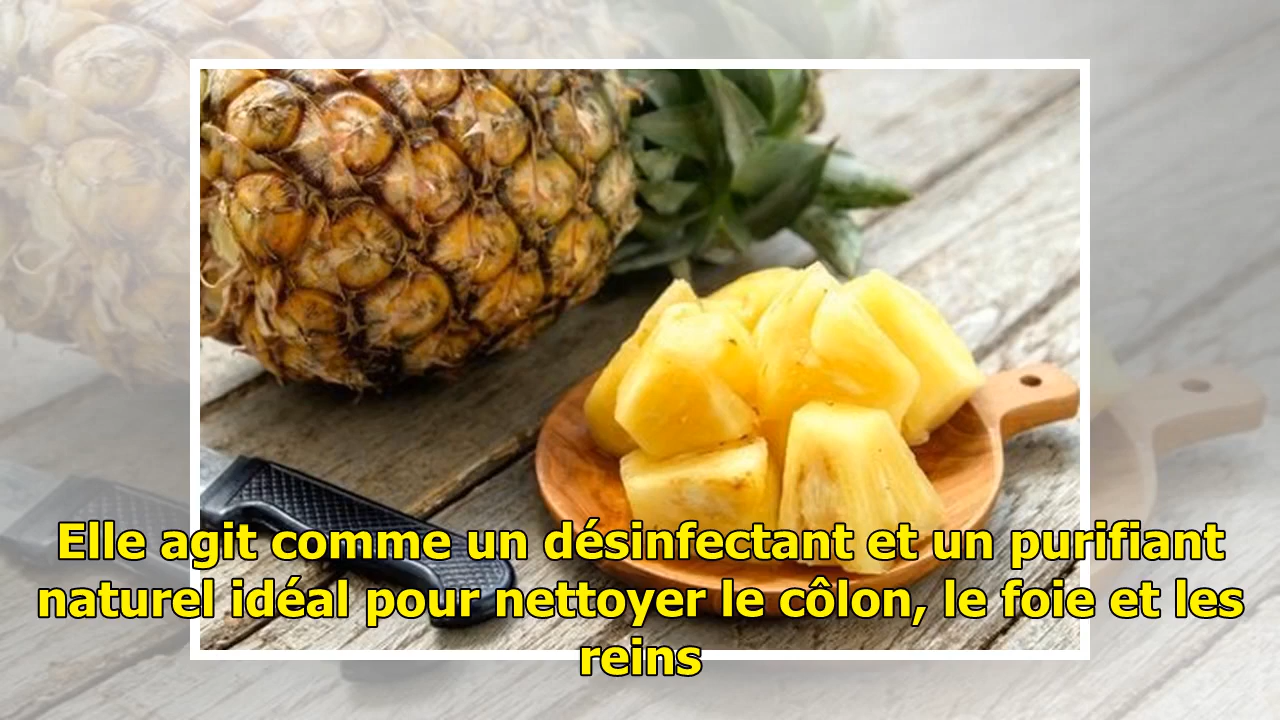 Elle agit comme un désinfectant et un purifiant
naturel idéal pour nettoyer le côlon, le foie et les
reins